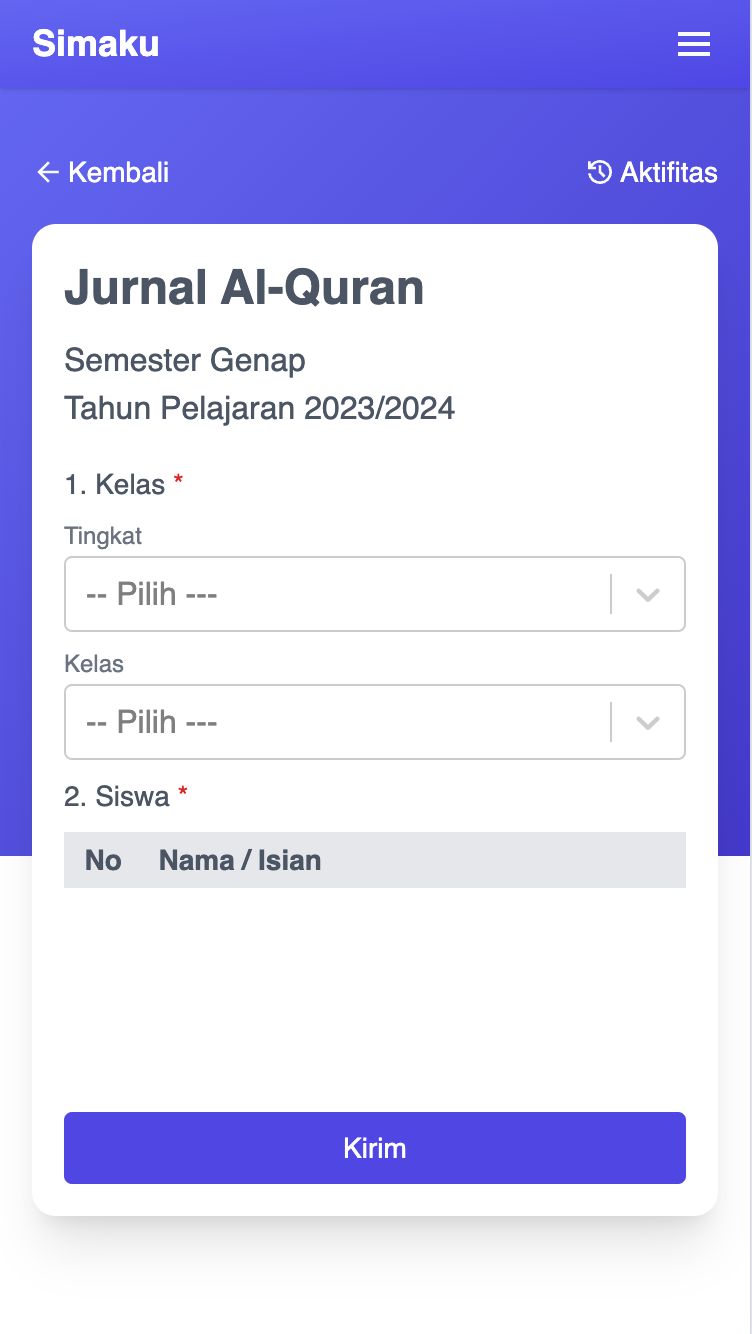 Simaku
Kembali
Aktifitas
Jurnal Al-Quran
Semester Genap
Tahun Pelajaran 2023/2024
1. Kelas *
Tingkat
-- Pilih ---
Kelas
-- Pilih ---
2. Siswa *
No Nama / Isian
Kirim